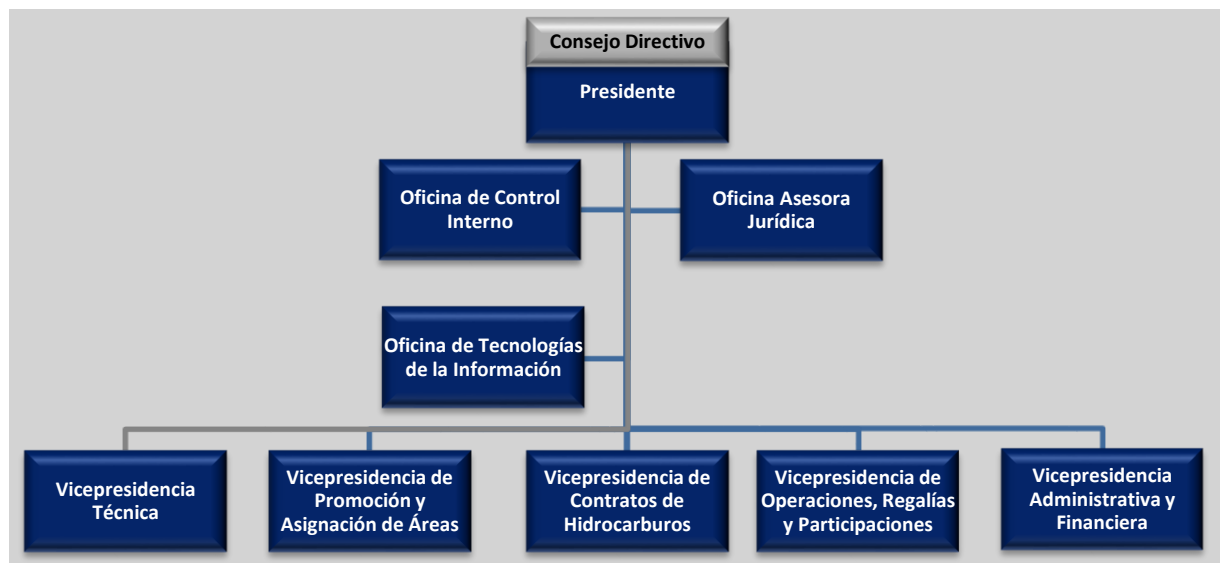 Consejo Directivo
Presidente
Oficina de Control
Interno
Oficina Asesora
Jurídica
Oficina de Tecnologías
de la Información
Vicepresidencia
Técnica
Vicepresidencia de
Promoción y
Asignación de Áreas
Vicepresidencia de
Contratos de
Hidrocarburos
Vicepresidencia de
Operaciones, Regalías
y Participaciones
Vicepresidencia
Administrativa y
Financiera